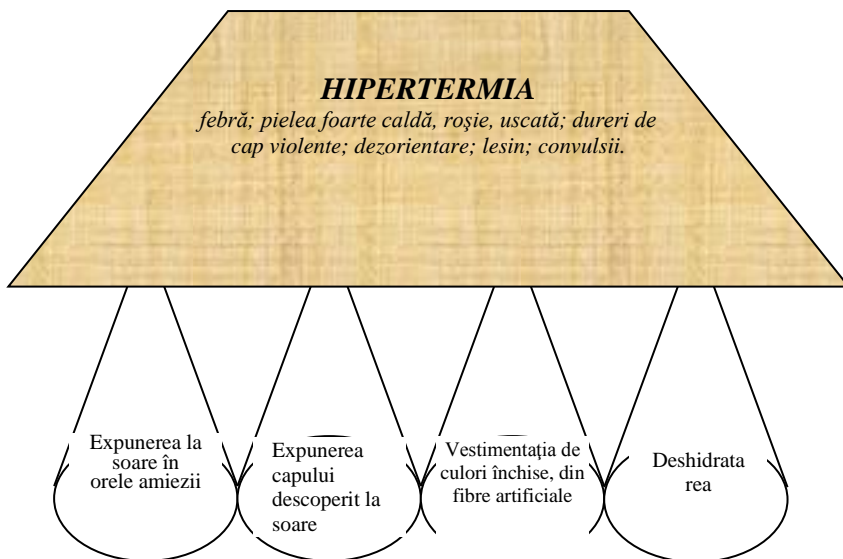 HIPERTERMIA
febră; pielea foarte caldă, roşie, uscată; dureri de
cap violente; dezorientare; lesin; convulsii.
Expunerea la
soare în
orele amiezii
Expunerea
capului
descoperit la
soare
Vestimentaţia de
culori închise, din
fibre artificiale
Deshidrata
rea